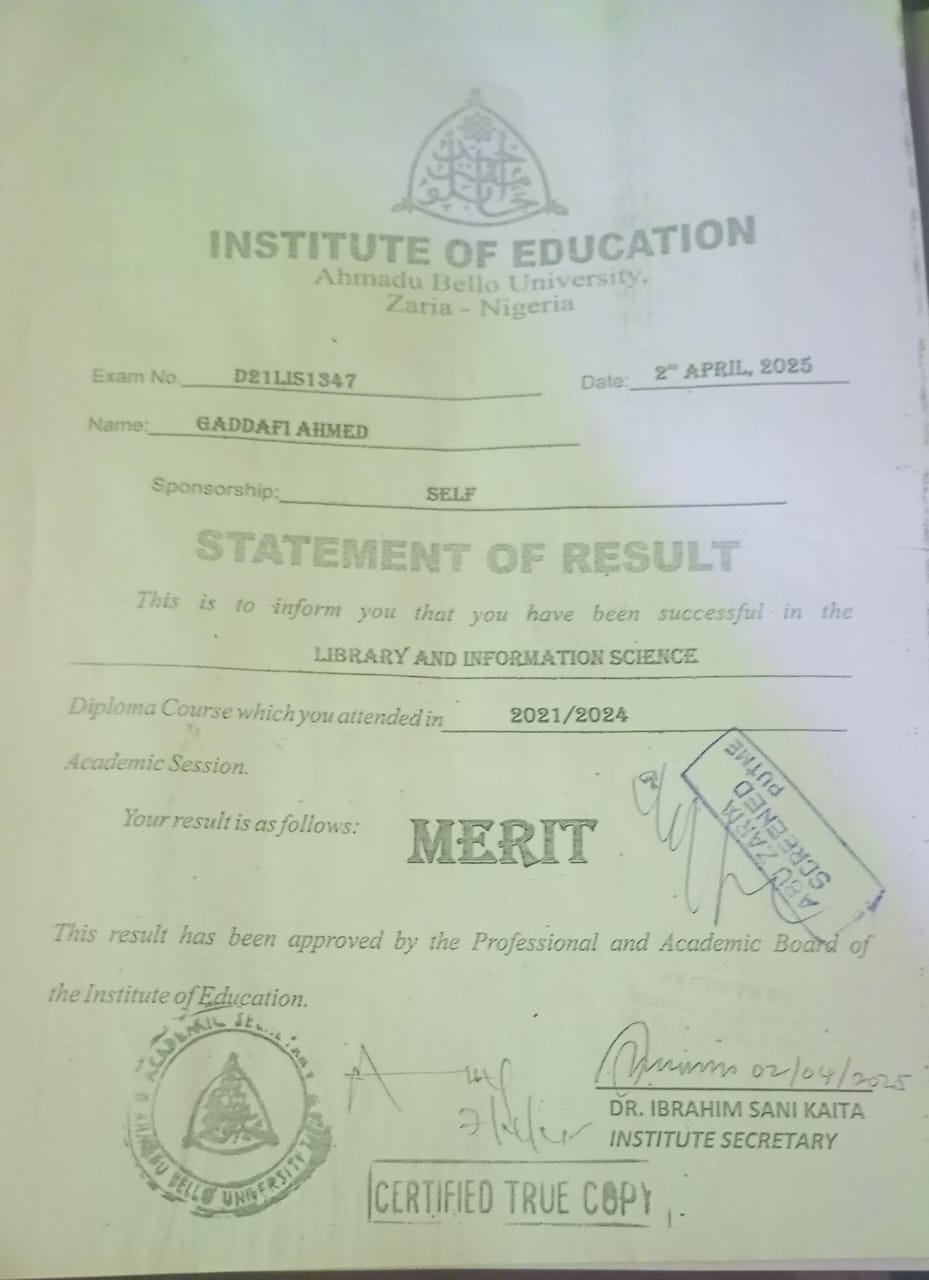 INSTITUTE OF EDUCATION
Ahmadu Bello University,
Zaria - Nigeria
Exam No. D21LIS1347 Date: 2nd APRIL, 2025
Name: GADDAFI AHMED
Sponsorship: SELF
STATEMENT OF RESULT
This is to inform you that you have been successful in the
LIBRARY AND INFORMATION SCIENCE
Diploma Course which you attended in 2021/2024
Academic Session.
Your result is as follows: MERIT
ABU ZARIA
SCREENED
PUTME
This result has been approved by the Professional and Academic Board of
the Institute of Education.
ACADEMIC
AHMADU BELLO UNIVERSITY
02/04/2025
DR. IBRAHIM SANI KAITA
INSTITUTE SECRETARY
CERTIFIED TRUE COPY